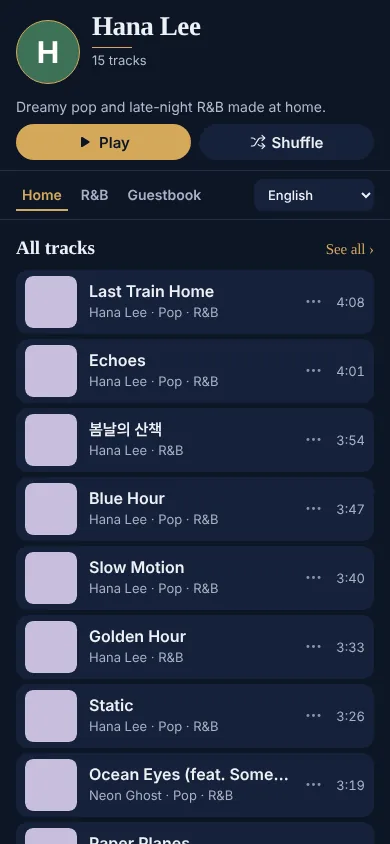 H
Hana Lee
15 tracks
Dreamy pop and late-night R&B made at home.
Play
Shuffle
Home R&B Guestbook English
All tracks
See all ›
Last Train Home
Hana Lee · Pop · R&B
··· 4:08
Echoes
Hana Lee · Pop · R&B
··· 4:01
봄날의 산책
Hana Lee · R&B
··· 3:54
Blue Hour
Hana Lee · Pop · R&B
··· 3:47
Slow Motion
Hana Lee · Pop · R&B
··· 3:40
Golden Hour
Hana Lee · R&B
··· 3:33
Static
Hana Lee · Pop · R&B
··· 3:26
Ocean Eyes (feat. Some...
Neon Ghost · Pop · R&B
··· 3:19
Paper Planes